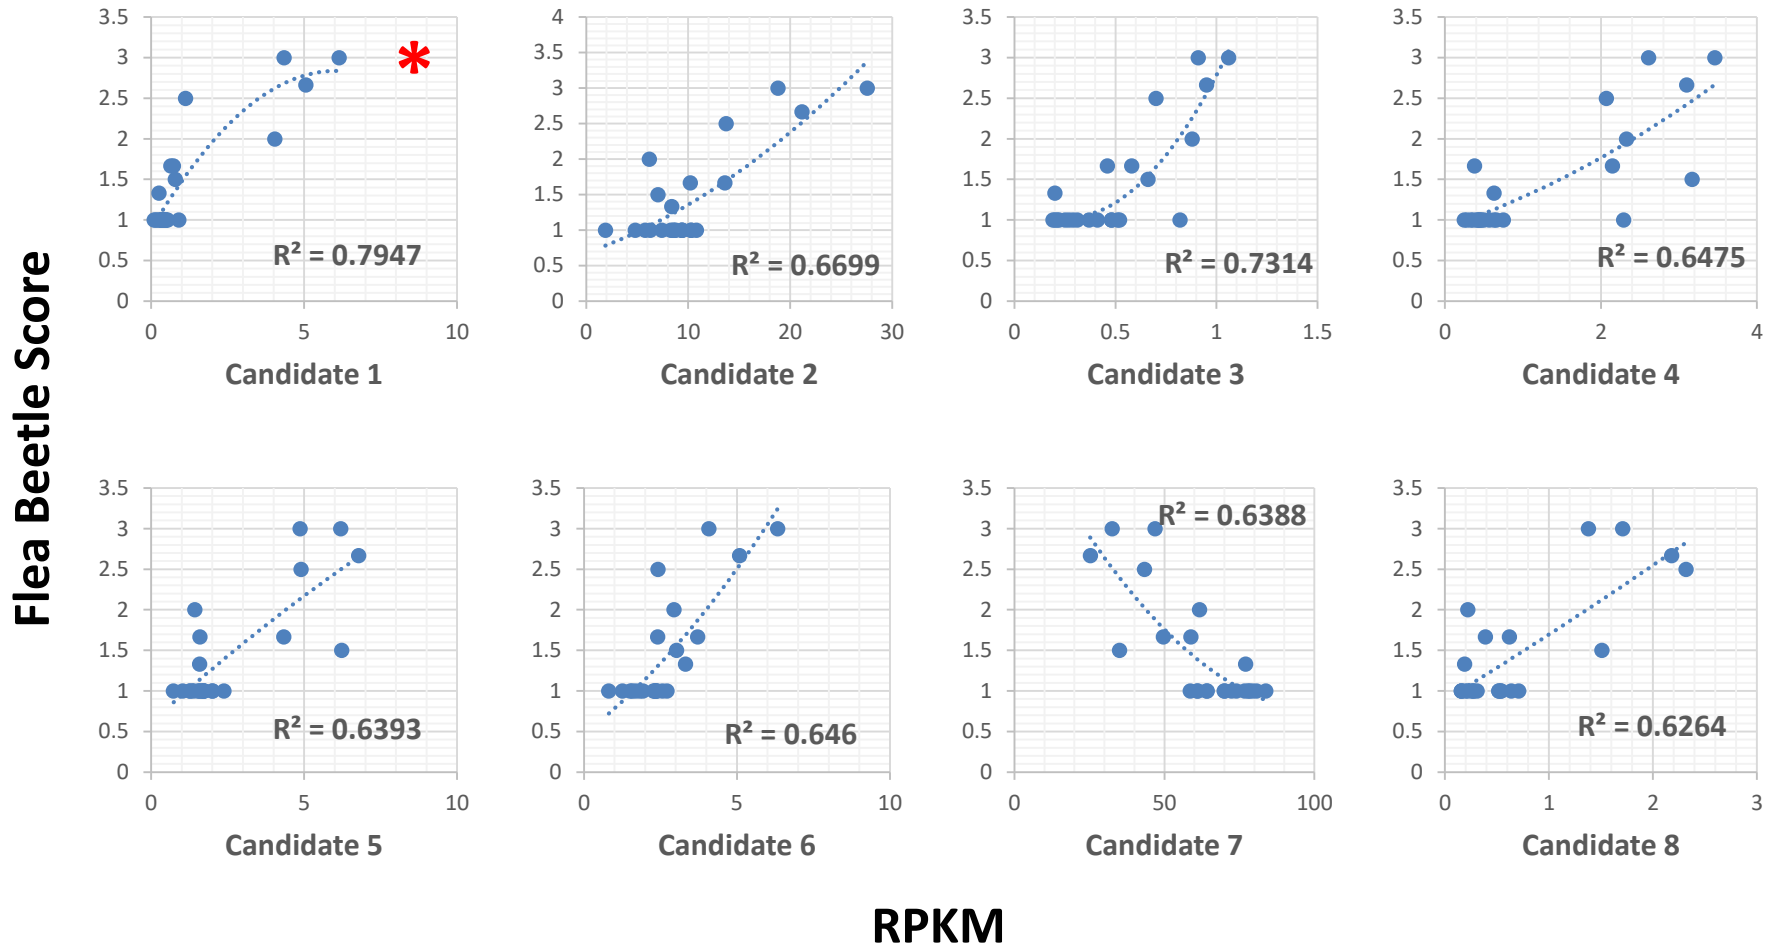 Flea Beetle Score
3.5
3
2.5
2
1.5
1
0.5
0
0 5 10
*
R² = 0.7947
Candidate 1
4
3.5
3
2.5
2
1.5
1
0.5
0
0 10 20 30
R² = 0.6699
Candidate 2
3.5
3
2.5
2
1.5
1
0.5
0
0 0.5 1 1.5
R² = 0.7314
Candidate 3
3.5
3
2.5
2
1.5
1
0.5
0
0 2 4
R² = 0.6475
Candidate 4
3.5
3
2.5
2
1.5
1
0.5
0
0 5 10
R² = 0.6393
Candidate 5
3.5
3
2.5
2
1.5
1
0.5
0
0 5 10
R² = 0.646
Candidate 6
3.5
3
2.5
2
1.5
1
0.5
0
0 50 100
R² = 0.6388
Candidate 7
3.5
3
2.5
2
1.5
1
0.5
0
0 1 2 3
R² = 0.6264
Candidate 8
RPKM